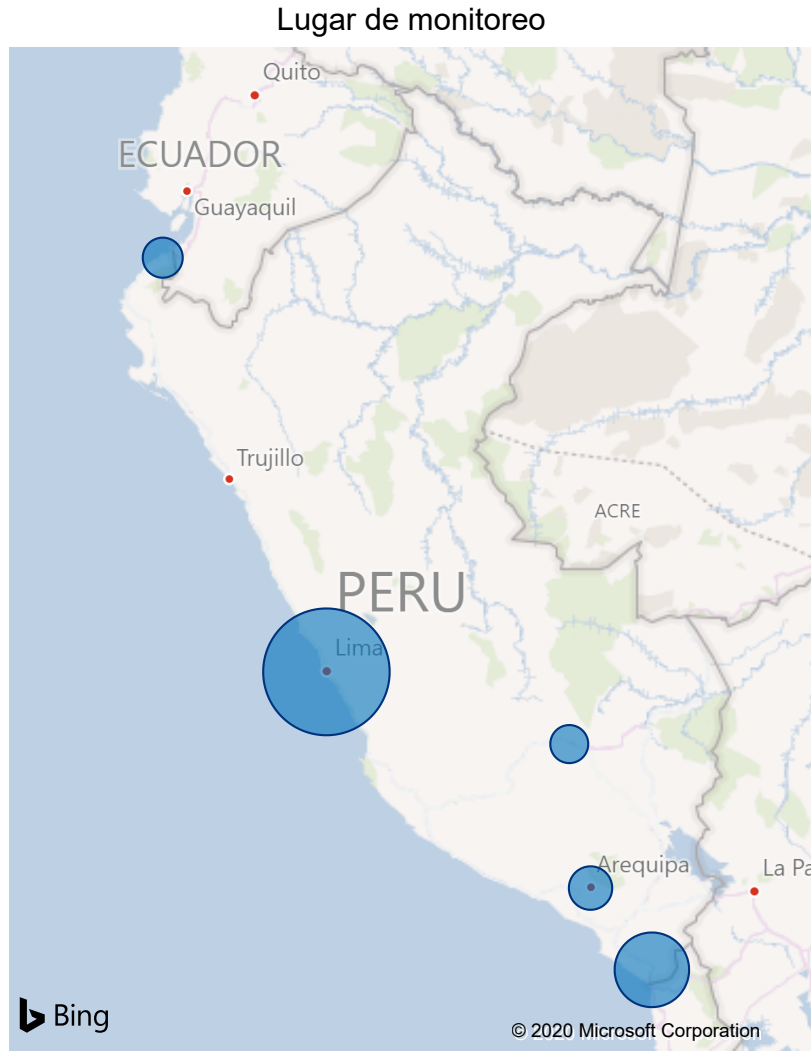 Lugar de monitoreo
Quito
ECUADOR
Guayaquil
Trujillo
ACRE
PERU
Lima
Arequipa
La Pa
Bing
© 2020 Microsoft Corporation